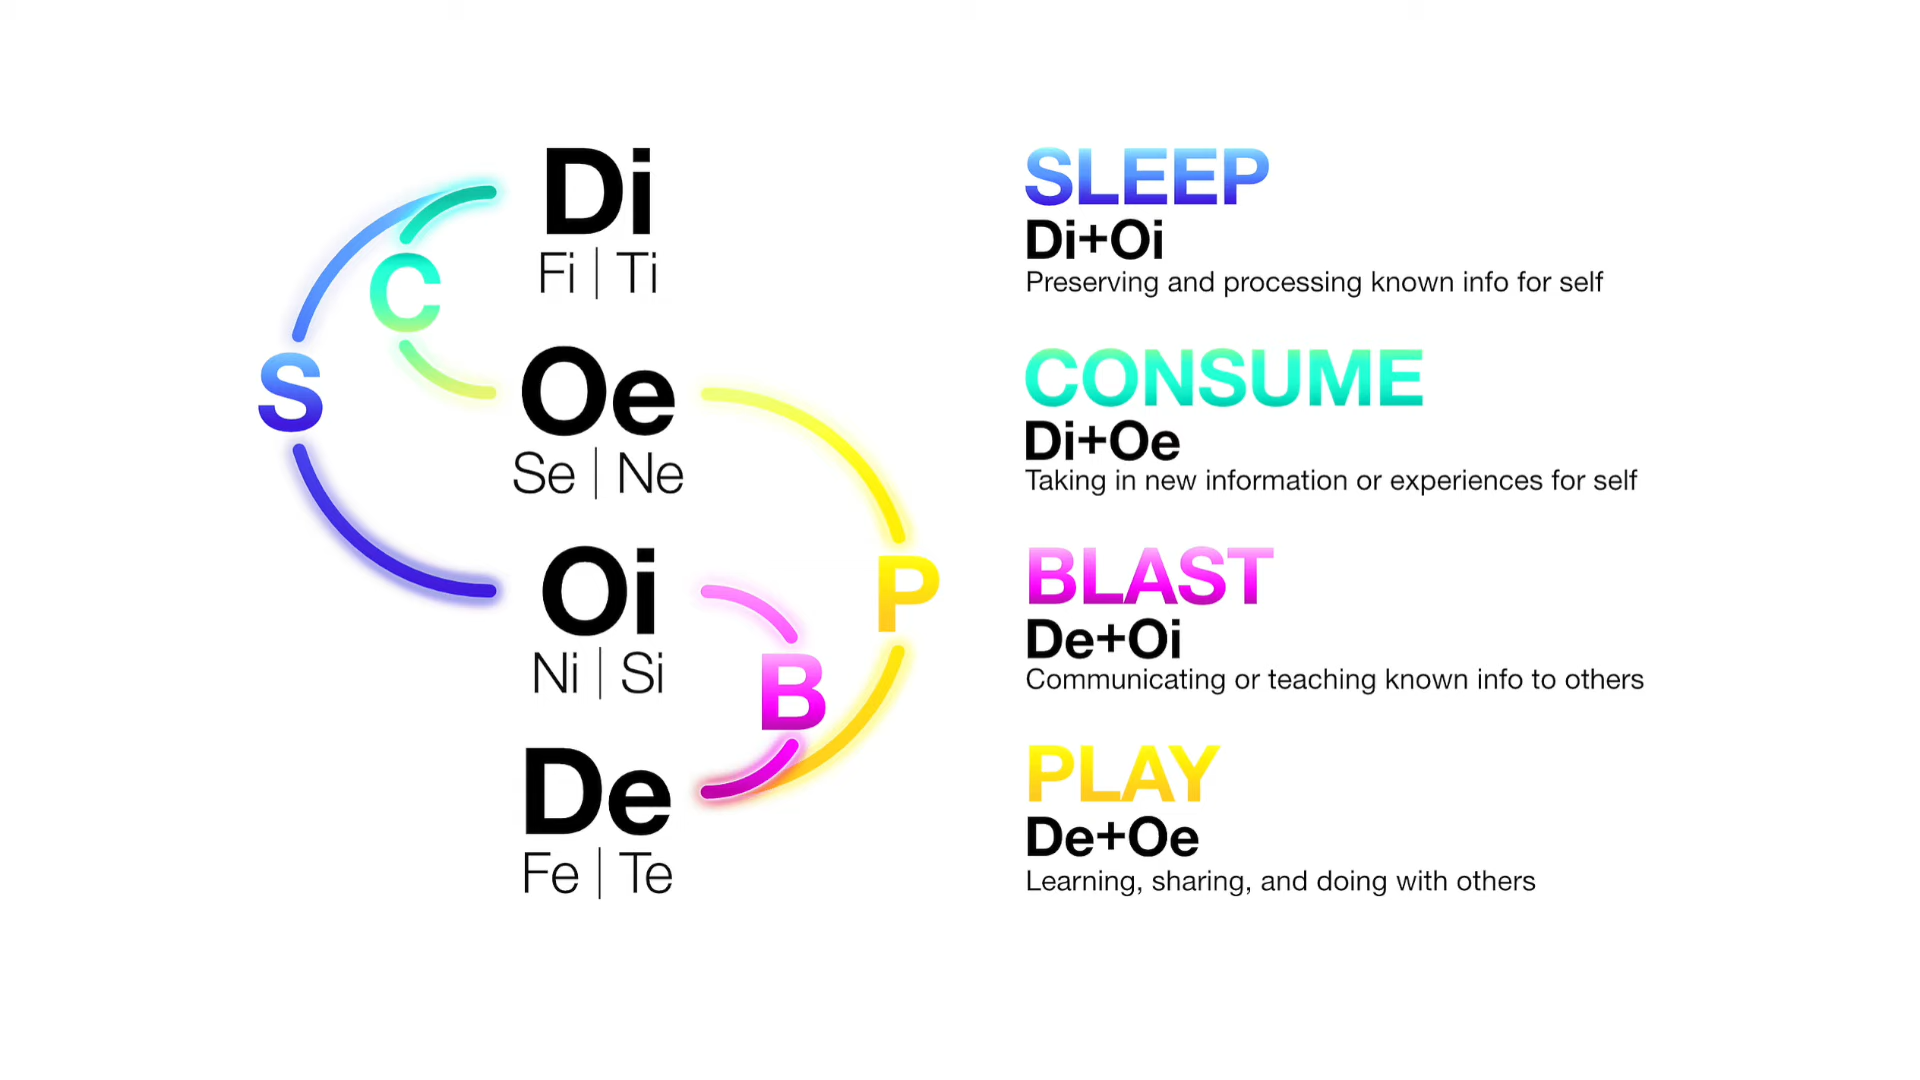 Di
Fi | Ti
C
S
Oe
Se | Ne
Oi
Ni | Si
P
B
De
Fe | Te
SLEEP
Di+Oi
Preserving and processing known info for self
CONSUME
Di+Oe
Taking in new information or experiences for self
BLAST
De+Oi
Communicating or teaching known info to others
PLAY
De+Oe
Learning, sharing, and doing with others